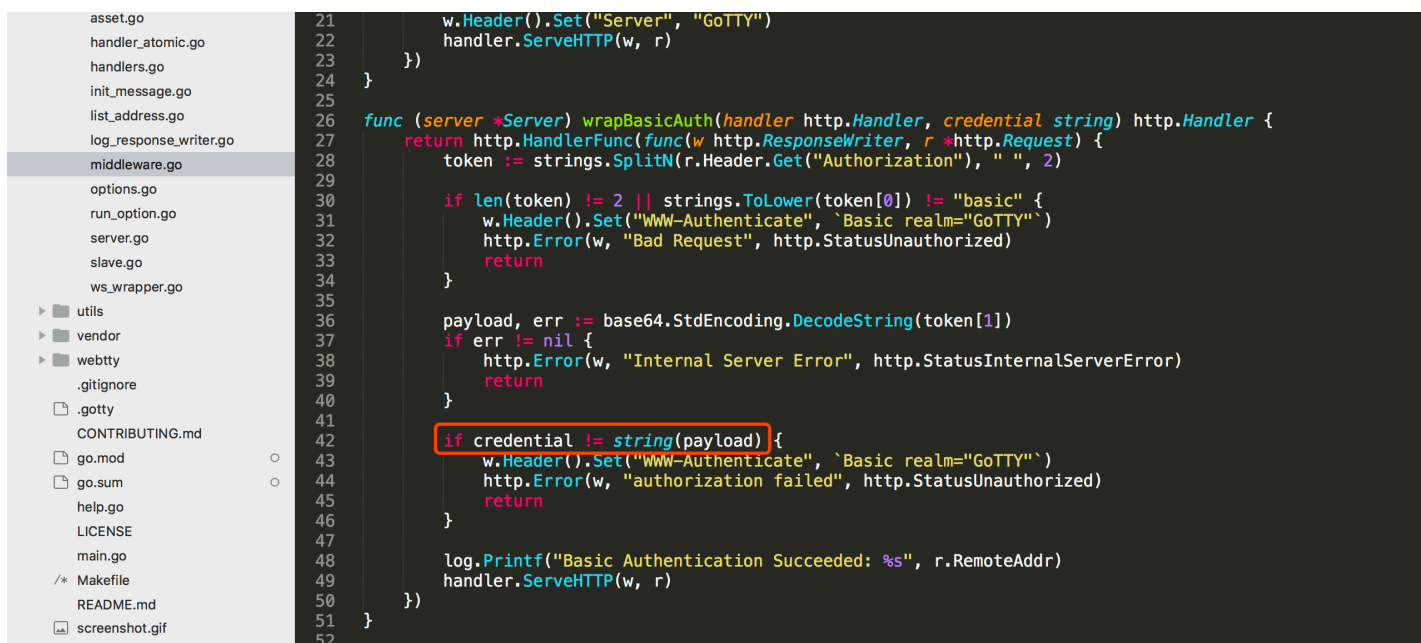 asset.go
handler_atomic.go
handlers.go
init_message.go
list_address.go
log_response_writer.go
middleware.go
options.go
run_option.go
server.go
slave.go
ws_wrapper.go
utils
vendor
webtty
.gitignore
.gotty
CONTRIBUTING.md
go.mod
go.sum
help.go
LICENSE
main.go
/* Makefile
README.md
screenshot.gif
21 w.Header().Set("Server", "GoTTY")
22 handler.ServeHTTP(w, r)
23 })
24 }
25
26 func (server *Server) wrapBasicAuth(handler http.Handler, credential string) http.Handler {
27 return http.HandlerFunc(func(w http.ResponseWriter, r *http.Request) {
28 token := strings.SplitN(r.Header.Get("Authorization"), " ", 2)
29
30 if len(token) != 2 || strings.ToLower(token[0]) != "basic" {
31 w.Header().Set("WWW-Authenticate", `Basic realm="GoTTY"`)
32 http.Error(w, "Bad Request", http.StatusUnauthorized)
33 return
34 }
35
36 payload, err := base64.StdEncoding.DecodeString(token[1])
37 if err != nil {
38 http.Error(w, "Internal Server Error", http.StatusInternalServerError)
39 return
40 }
41
42 if credential != string(payload) {
43 w.Header().Set("WWW-Authenticate", `Basic realm="GoTTY"`)
44 http.Error(w, "authorization failed", http.StatusUnauthorized)
45 return
46 }
47
48 log.Printf("Basic Authentication Succeeded: %s", r.RemoteAddr)
49 handler.ServeHTTP(w, r)
50 })
51 }
52